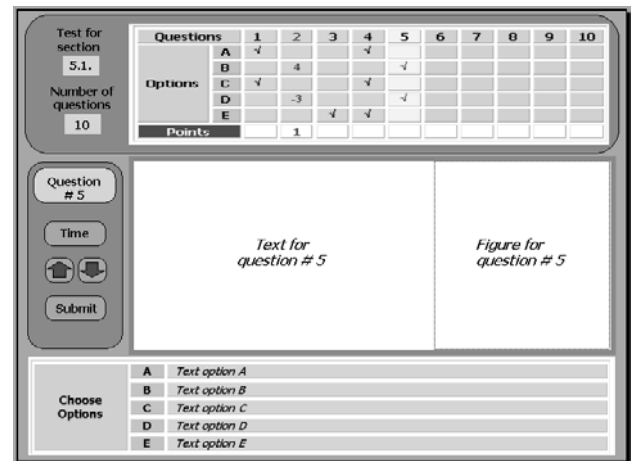 Test for
section
5.1.
Number of
questions
10
Questions 1 2 3 4 5 6 7 8 9 10
Options
A √ √
B 4 √
C √ √
D -3 √
E √ √
Points 1
Question
# 5
Time
Submit
Text for
question # 5
Figure for
question # 5
Choose
Options
A Text option A
B Text option B
C Text option C
D Text option D
E Text option E